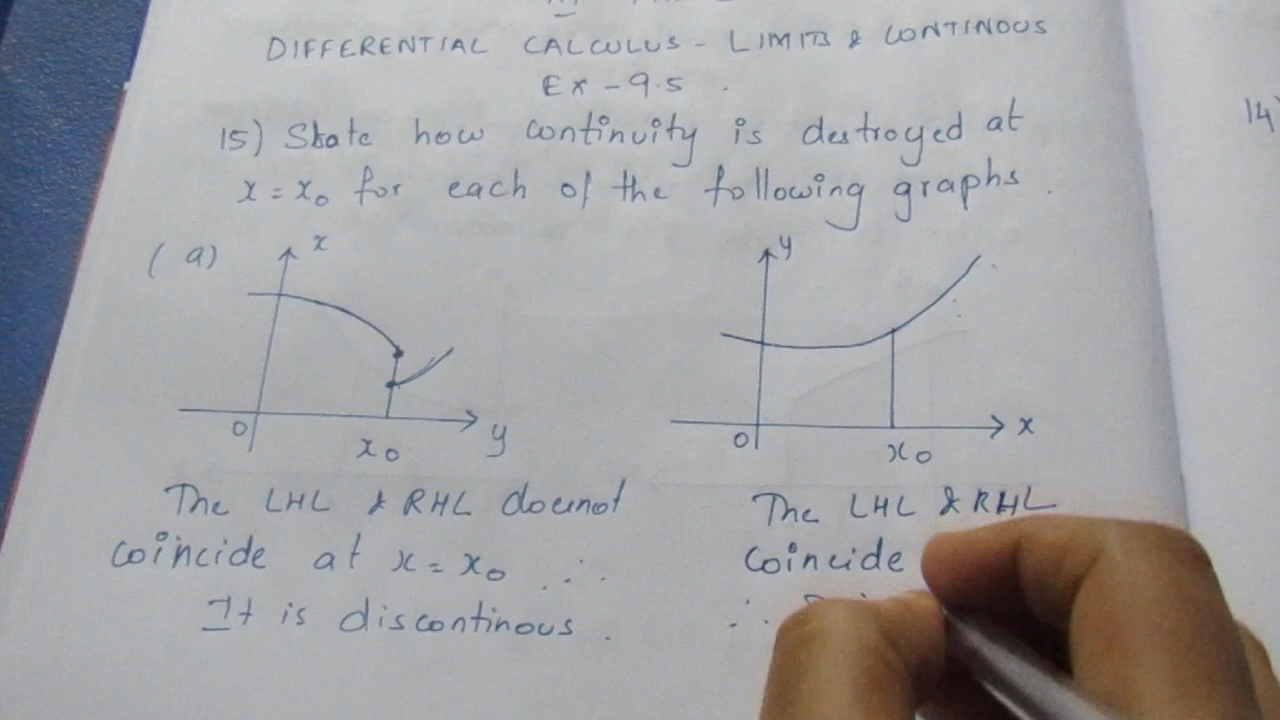 DIFFERENTIAL CALCULUS - LIMITS & CONTINOUS
Ex - 9.5 .
15) State how continuity is destroyed at
x = x₀ for each of the following graphs .
(a)
x
0
x₀
y
The LHL & RHL doesnot
coincide at x = x₀ ∴
It is discontinous .
y
0
x₀
x
The LHL & RHL
Coincide
∴
14)